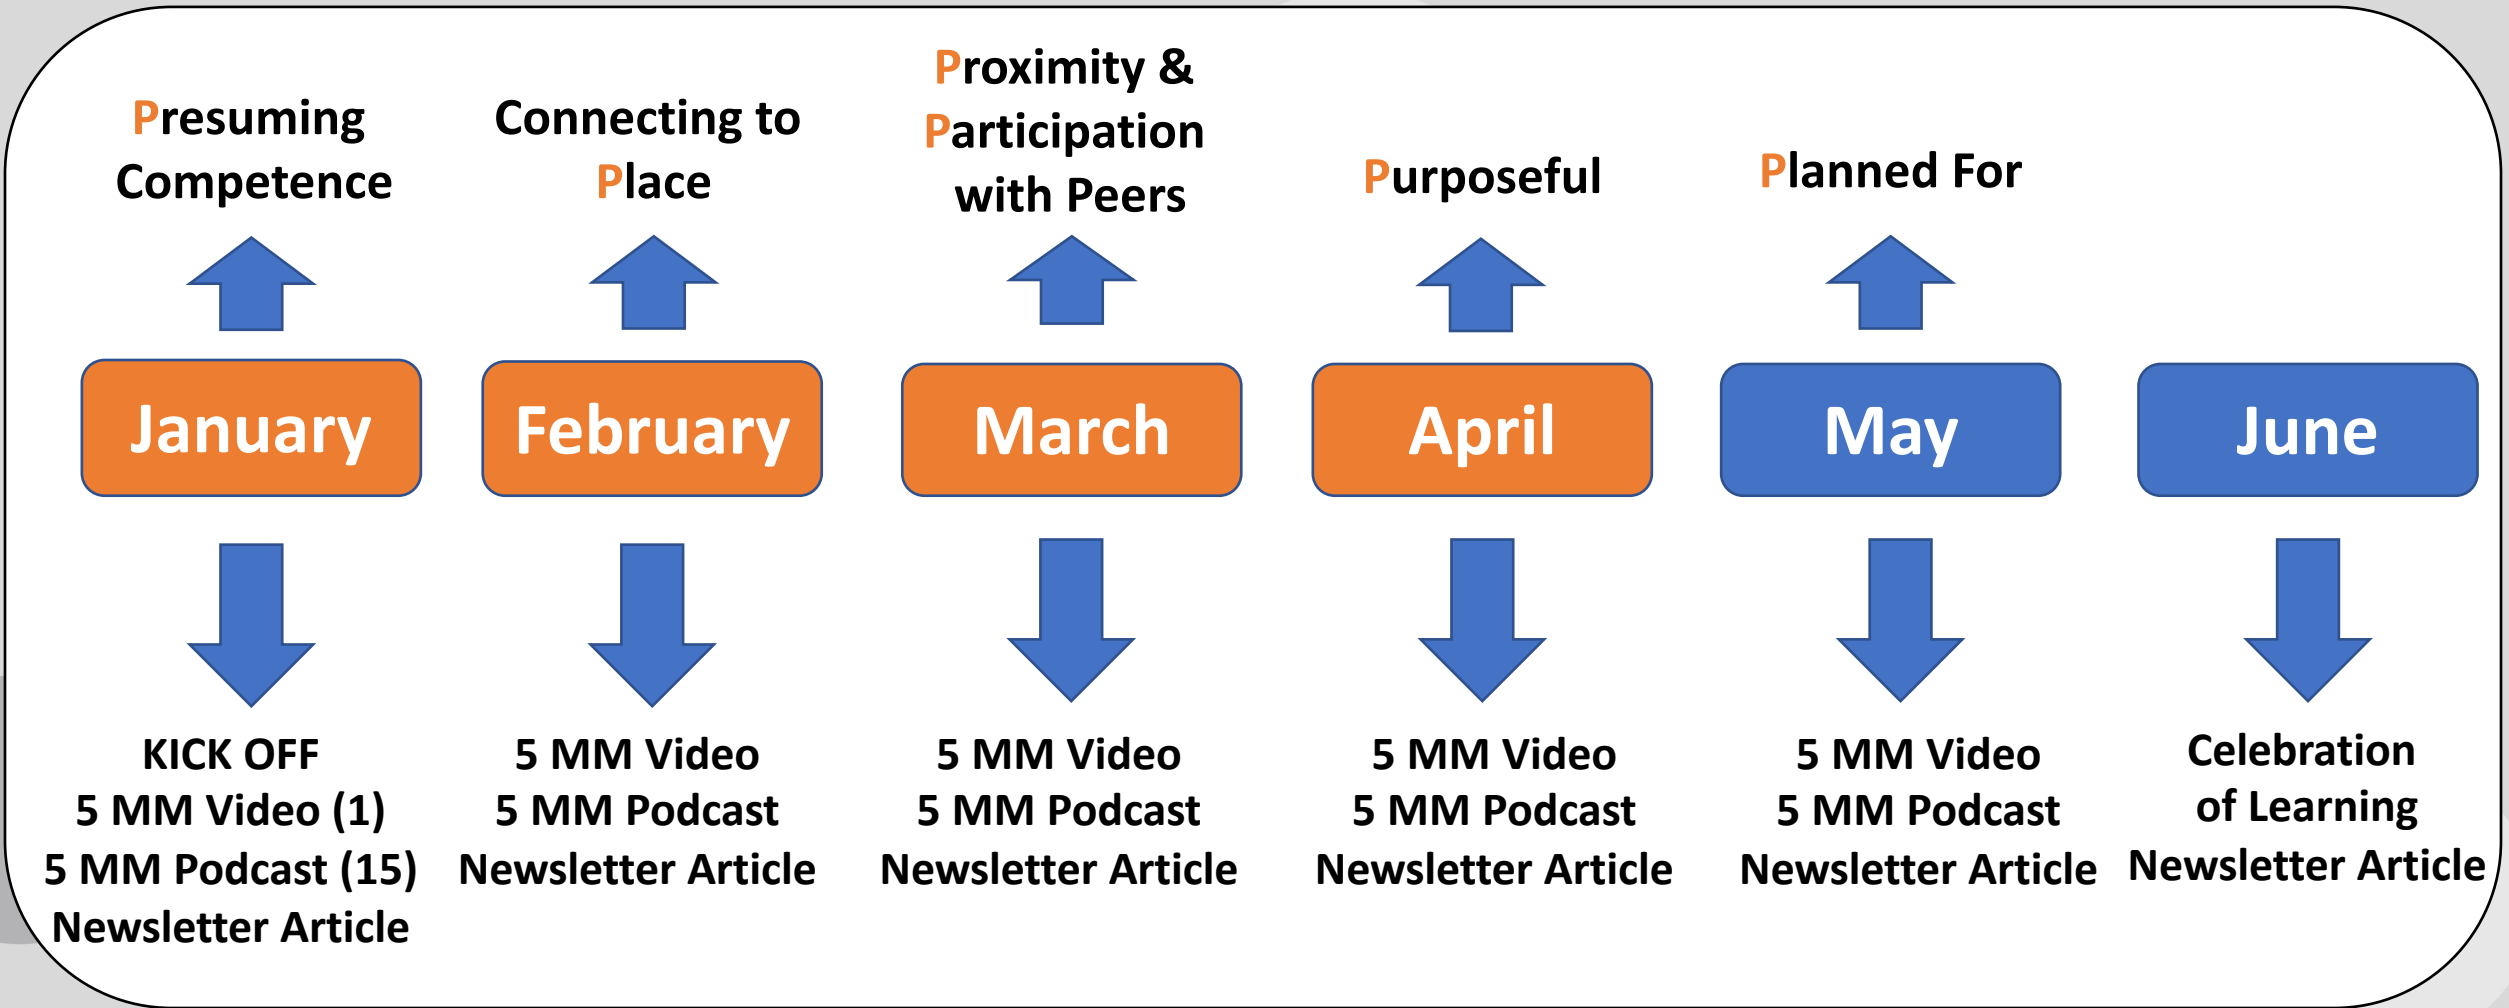 Presuming
Competence
Connecting to
Place
Proximity &
Participation
with Peers
Purposeful
Planned For
January
February
March
April
May
June
KICK OFF
5 MM Video (1)
5 MM Podcast (15)
Newsletter Article
5 MM Video
5 MM Podcast
Newsletter Article
5 MM Video
5 MM Podcast
Newsletter Article
5 MM Video
5 MM Podcast
Newsletter Article
5 MM Video
5 MM Podcast
Newsletter Article
Celebration
of Learning
Newsletter Article